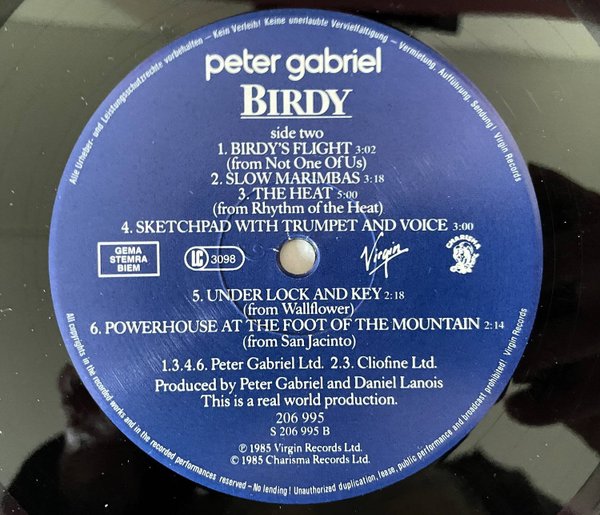 Alle Urheber- und Leistungsschutzrechte vorbehalten – Kein Verleih! Keine unerlaubte Vervielfältigung – Vermietung, Aufführung, Sendung! Virgin Records
peter gabriel
BIRDY
side two
1. BIRDY'S FLIGHT 3:02
(from Not One Of Us)
2. SLOW MARIMBAS 3:18
3. THE HEAT 5:00
(from Rhythm of the Heat)
4. SKETCHPAD WITH TRUMPET AND VOICE 3:00
GEMA
STEMRA
BIEM
LC 3098
Virgin
CHARISMA
5. UNDER LOCK AND KEY 2:18
(from Wallflower)
6. POWERHOUSE AT THE FOOT OF THE MOUNTAIN 2:14
(from San Jacinto)
1.3.4.6. Peter Gabriel Ltd. 2.3. Cliofine Ltd.
Produced by Peter Gabriel and Daniel Lanois
This is a real world production.
206 995
S 206 995 B
℗ 1985 Virgin Records Ltd.
© 1985 Charisma Records Ltd.
All copyrights in the recorded works and in the recorded performances reserved – No lending! Unauthorized duplication, lease, public performance and broadcast prohibited! Virgin Records